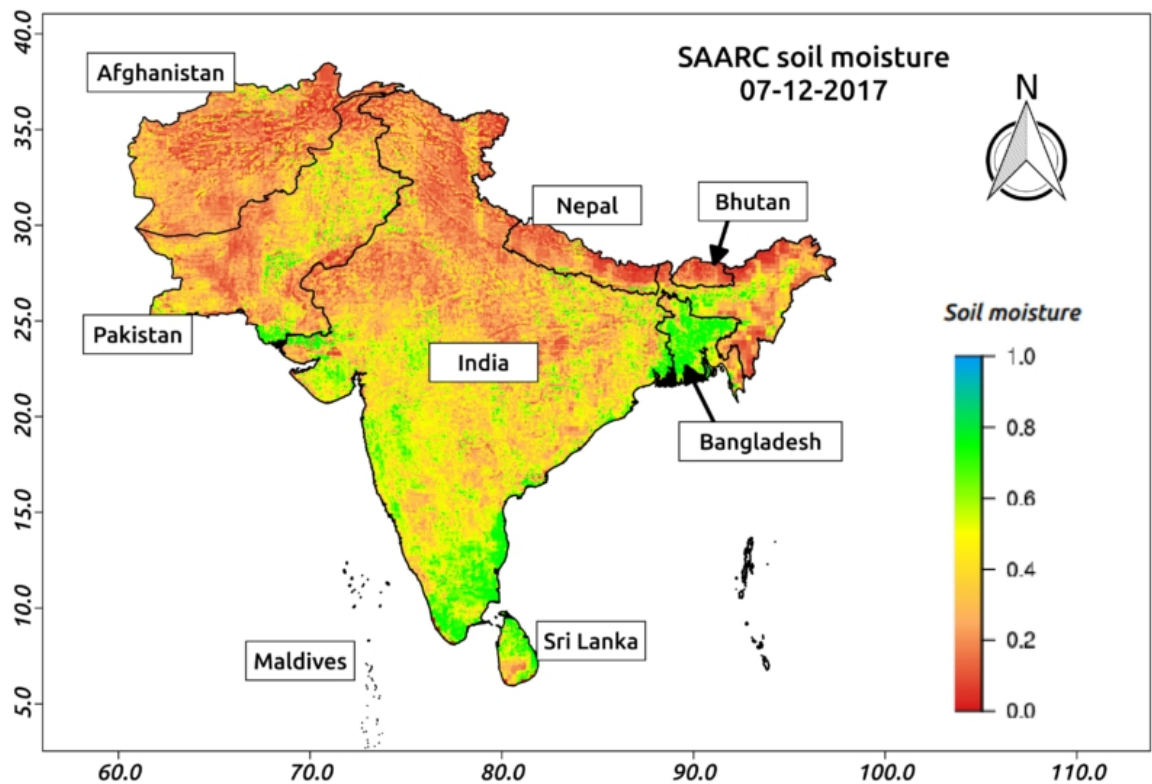 SAARC soil moisture
07-12-2017
N
Afghanistan
Nepal
Bhutan
Pakistan
India
Bangladesh
Sri Lanka
Maldives
Soil moisture
1.0
0.8
0.6
0.4
0.2
0.0
40.0
35.0
30.0
25.0
20.0
15.0
10.0
5.0
60.0 70.0 80.0 90.0 100.0 110.0